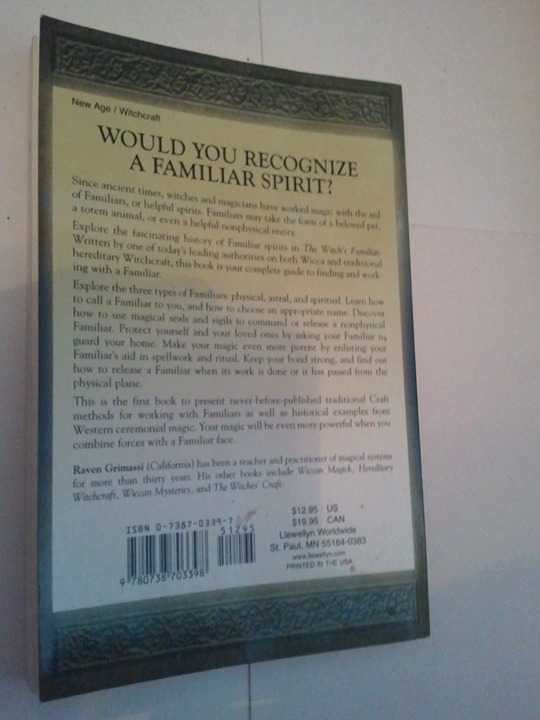 New Age / Witchcraft
WOULD YOU RECOGNIZE
A FAMILIAR SPIRIT?
Since ancient times, witches and magicians have worked magic with the aid
of Familiars, or helpful spirits. Familiars may take the form of a beloved pet,
a totem animal, or even a helpful nonphysical entity.
Explore the fascinating history of Familiar spirits in The Witch's Familiar.
Written by one of today's leading authorities on both Wicca and traditional
hereditary Witchcraft, this book is your complete guide to finding and work-
ing with a Familiar.
Explore the three types of Familiars: physical, astral, and spiritual. Learn how
to call a Familiar to you, and how to choose an appropriate name. Discover
how to use magical seals and sigils to command or release a nonphysical
Familiar. Protect yourself and your loved ones by asking your Familiar to
guard your home. Make your magic even more potent by enlisting your
Familiar's aid in spellwork and ritual. Keep your bond strong, and find out
how to release a Familiar when its work is done or it has passed from the
physical plane.
This is the first book to present never-before-published traditional Craft
methods for working with Familiars as well as historical examples from
Western ceremonial magic. Your magic will be even more powerful when you
combine forces with a Familiar face.
Raven Grimassi (California) has been a teacher and practitioner of magical systems
for more than thirty years. His other books include Wiccan Magick, Hereditary
Witchcraft, Wiccan Mysteries, and The Witches' Craft.
ISBN 0-7387-0339-7
51295
9 780738 703398
$12.95 US
$19.95 CAN
Llewellyn Worldwide
St. Paul, MN 55164-0383
www.llewellyn.com
PRINTED IN THE USA